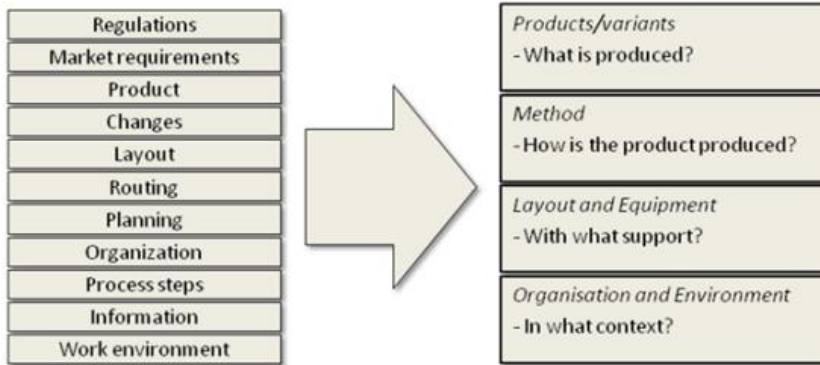 Regulations
Market requirements
Product
Changes
Layout
Routing
Planning
Organization
Process steps
Information
Work environment
Products/variants
- What is produced?
Method
- How is the product produced?
Layout and Equipment
- With what support?
Organisation and Environment
- In what context?